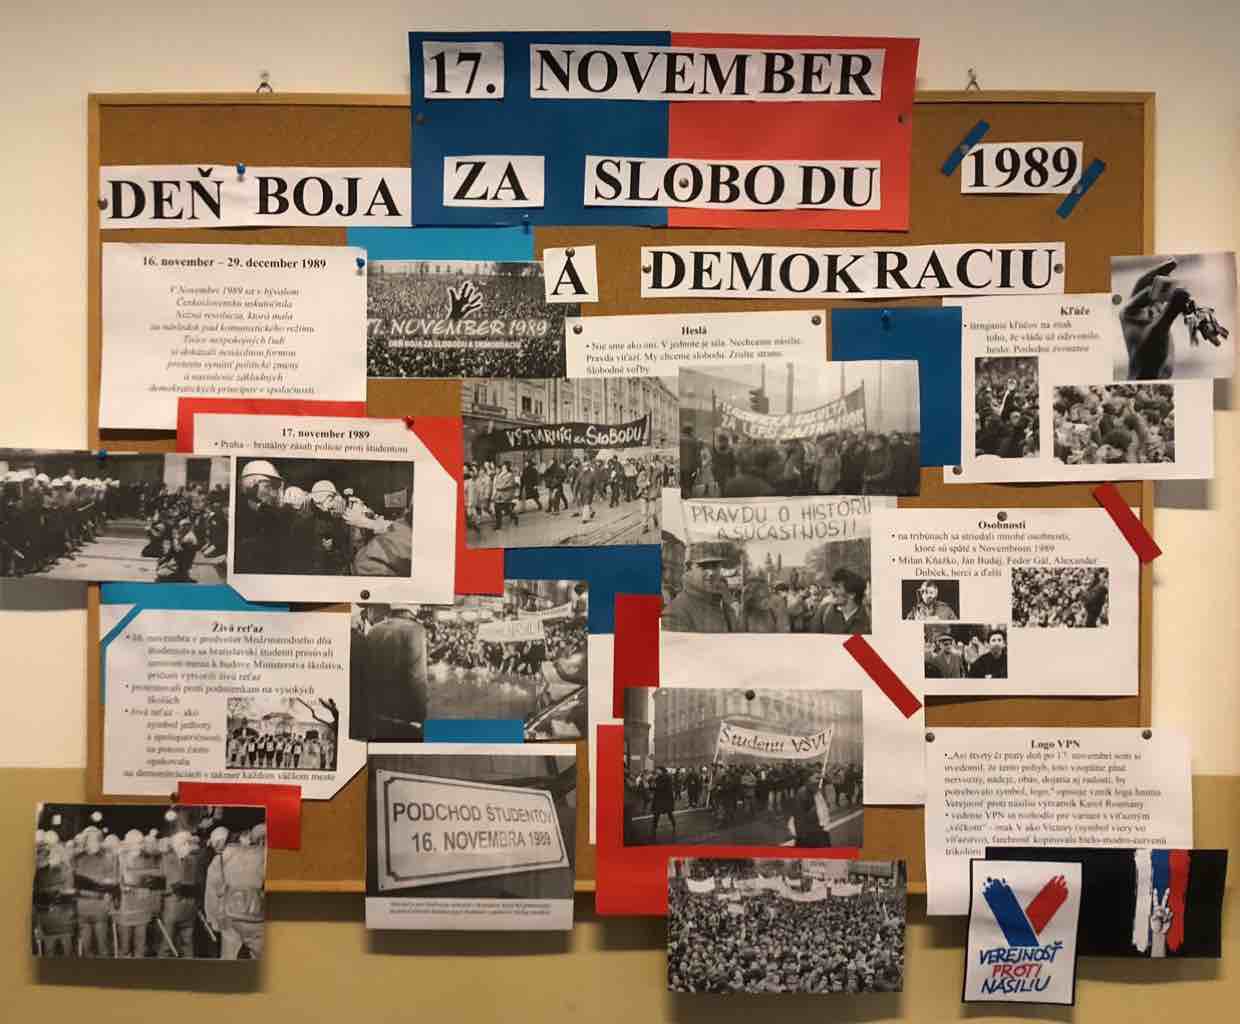 17. NOVEMBER
DEŇ BOJA ZA SLOBODU
1989
A DEMOKRACIU
16. november – 29. december 1989
V Novembri 1989 sa v bývalom
Československu uskutočnila
Nežná revolúcia, ktorá mala
za následok pád komunistického režimu
Tisíce nespokojných ľudí
si dokázali nenásilnou formou
protestu vynútiť politické zmeny
a nastolenie základných
demokratických princípov v spoločnosti
7. NOVEMBER 1989
DEŇ BOJA ZA SLOBODU A DEMOKRACIU
Heslá
• Nie sme ako oni. V jednote je sila. Nechceme násilie.
Pravda víťazí. My chceme slobodu. Zrušte stranu.
Slobodné voľby.
Kľúče
• štrnganie kľúčov na znak
toho, že vláde už odzvonilo,
heslo: Posledné zvonenie
17. november 1989
• Praha – brutálny zásah polície proti študentom
VÝTVARNÍCI za SLOBODU!
FAKULTA
PRAVDU O HISTÓRII
A SÚČASTNOSTI!
Osobnosti
• na tribúnach sa striedali mnohé osobnosti,
ktoré sú späté s Novembrom 1989
• Milan Kňažko, Ján Budaj, Fedor Gál, Alexander
Dubček, herci a ďalší
Živá reťaz
• 16. novembra v predvečer Medzinárodného dňa
študentstva sa bratislavskí študenti presúvali
centrom mesta k budove Ministerstva školstva,
pričom vytvorili živú reťaz
• protestovali proti podmienkam na vysokých
školách
• živá reťaz – ako
symbol jednoty
a spolupatričnosti,
sa potom často
opakovala
na demonštráciách v takmer každom väčšom meste
NÁSILIU
Študenti VŠVU
PODCHOD ŠTUDENTOV
16. NOVEMBRA 1989
Logo VPN
• „Asi štvrtý či piaty deň po 17. novembri som si
uvedomil, že tento pohyb, toto vzopätie plné
nervozity, nádeje, obáv, dojatia aj radosti, by
potrebovalo symbol, logo," opisuje vznik loga hnutia
Verejnosť proti násiliu výtvarník Karol Rosmány
• vedenie VPN sa rozhodlo pre variant s víťazným
„véčkom" - znak V ako Victory (symbol viery vo
víťazstvo), farebnosť kopírovala bielo-modro-červenú
trikolóru
VEREJNOSŤ
PROTI
NÁSILIU